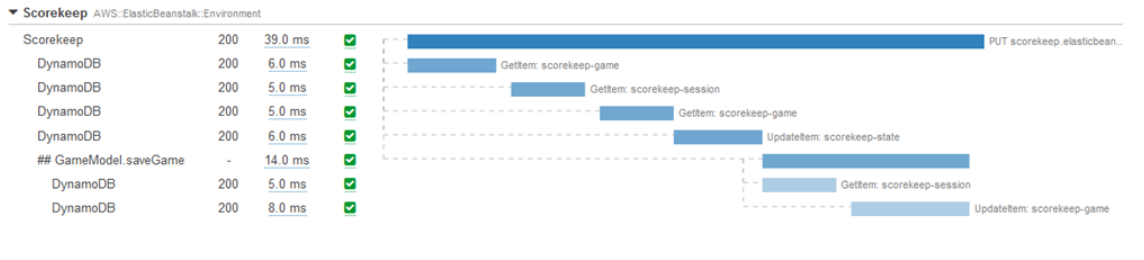 Scorekeep AWS::ElasticBeanstalk::Environment
Scorekeep 200 39.0 ms PUT scorekeep.elasticbean...
DynamoDB 200 6.0 ms GetItem: scorekeep-game
DynamoDB 200 5.0 ms GetItem: scorekeep-session
DynamoDB 200 5.0 ms GetItem: scorekeep-game
DynamoDB 200 6.0 ms UpdateItem: scorekeep-state
## GameModel.saveGame - 14.0 ms
DynamoDB 200 5.0 ms GetItem: scorekeep-session
DynamoDB 200 8.0 ms UpdateItem: scorekeep-game